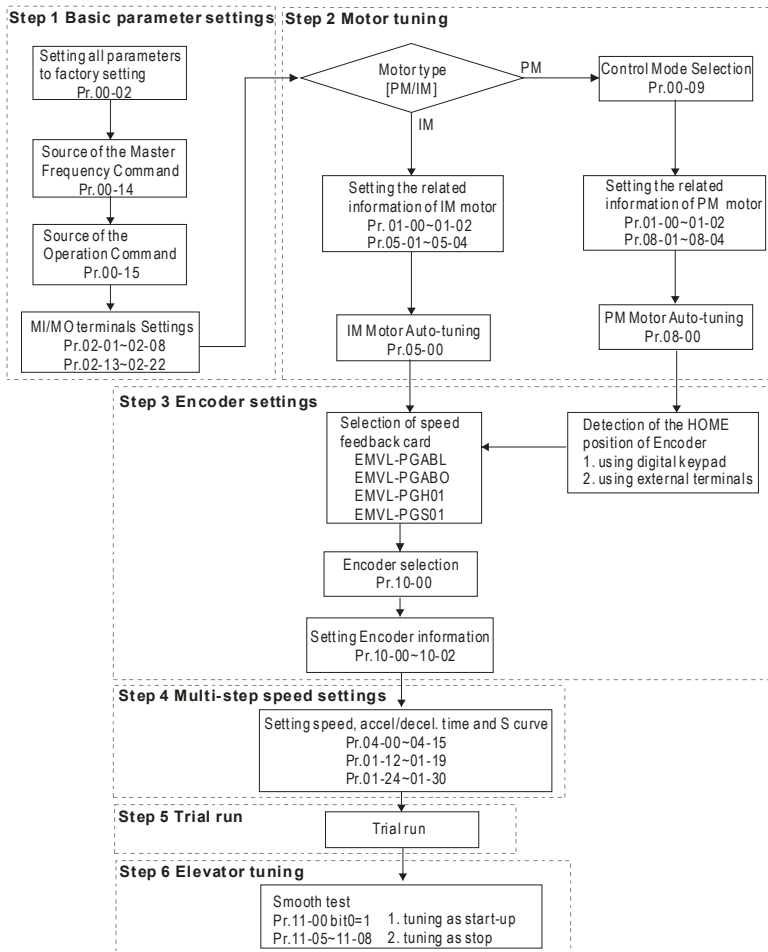 Step 1 Basic parameter settings
Setting all parameters
to factory setting
Pr.00-02
Source of the Master
Frequency Command
Pr.00-14
Source of the
Operation Command
Pr.00-15
MI/MO terminals Settings
Pr.02-01~02-08
Pr.02-13~02-22
Step 2 Motor tuning
Motor type
[PM/IM]
PM
IM
Control Mode Selection
Pr.00-09
Setting the related
information of IM motor
Pr. 01-00~01-02
Pr.05-01~05-04
Setting the related
information of PM motor
Pr.01-00~01-02
Pr.08-01~08-04
IM Motor Auto-tuning
Pr.05-00
PM Motor Auto-tuning
Pr.08-00
Step 3 Encoder settings
Selection of speed
feedback card
EMVL-PGABL
EMVL-PGABO
EMVL-PGH01
EMVL-PGS01
Detection of the HOME
position of Encoder
1. using digital keypad
2. using external terminals
Encoder selection
Pr.10-00
Setting Encoder information
Pr.10-00~10-02
Step 4 Multi-step speed settings
Setting speed, accel/decel. time and S curve
Pr.04-00~04-15
Pr.01-12~01-19
Pr.01-24~01-30
Step 5 Trial run
Trial run
Step 6 Elevator tuning
Smooth test
Pr.11-00 bit0=1 1. tuning as start-up
Pr.11-05~11-08 2. tuning as stop